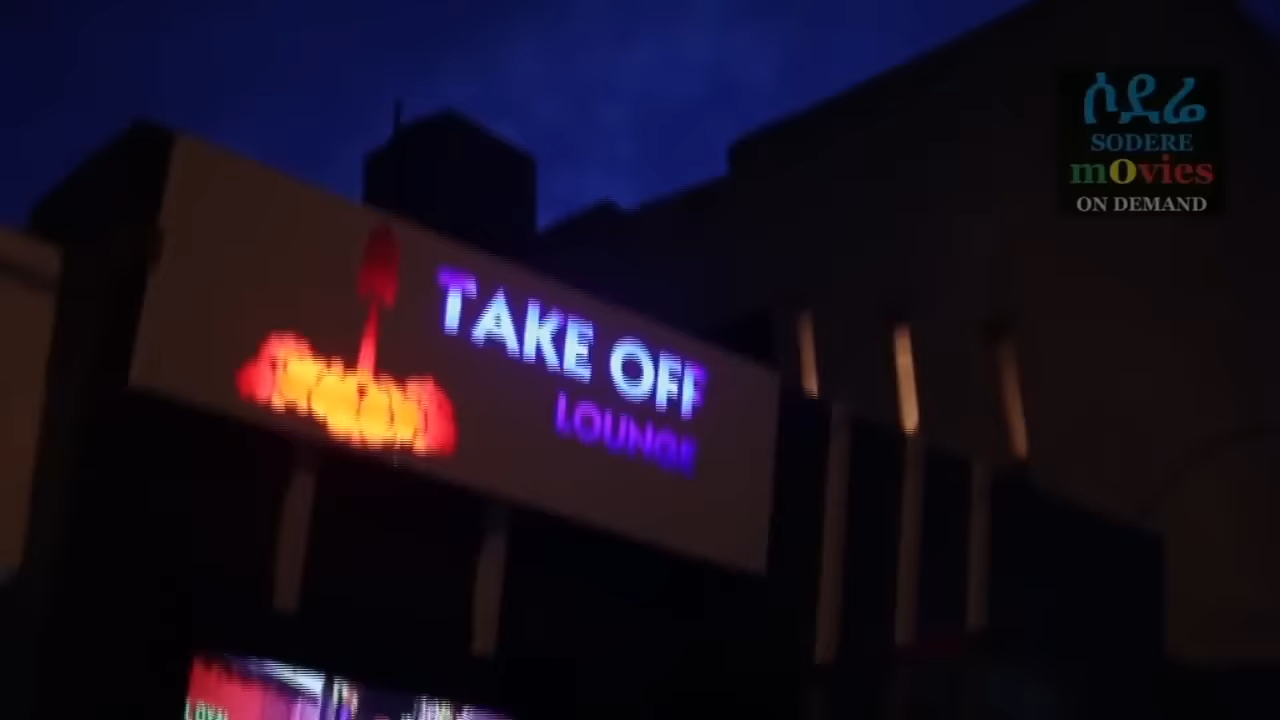 TAKE OFF
LOUNGE
ሶደሬ
SODERE
mOvies
ON DEMAND